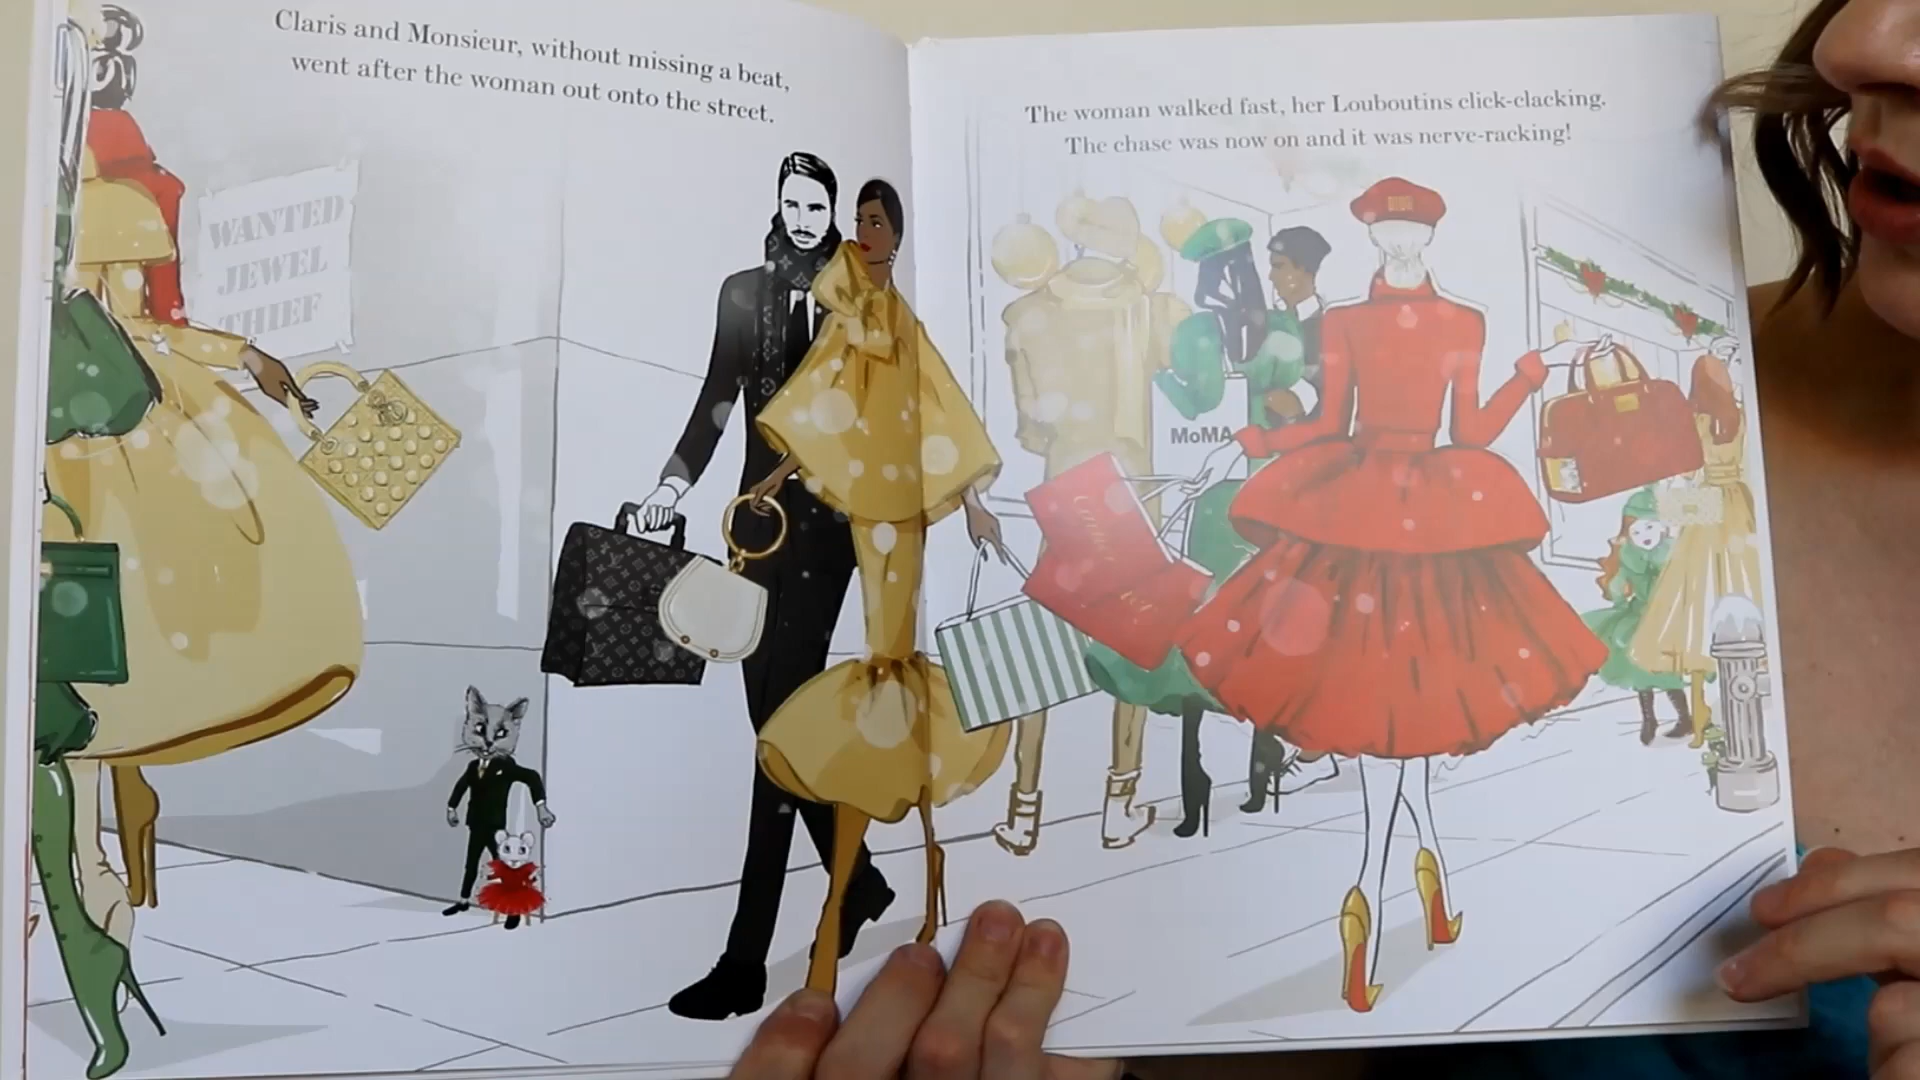 Claris and Monsieur, without missing a beat,
went after the woman out onto the street.
WANTED
JEWEL
THIEF
The woman walked fast, her Louboutins click-clacking.
The chase was now on and it was nerve-racking!
MoMA
Cartier